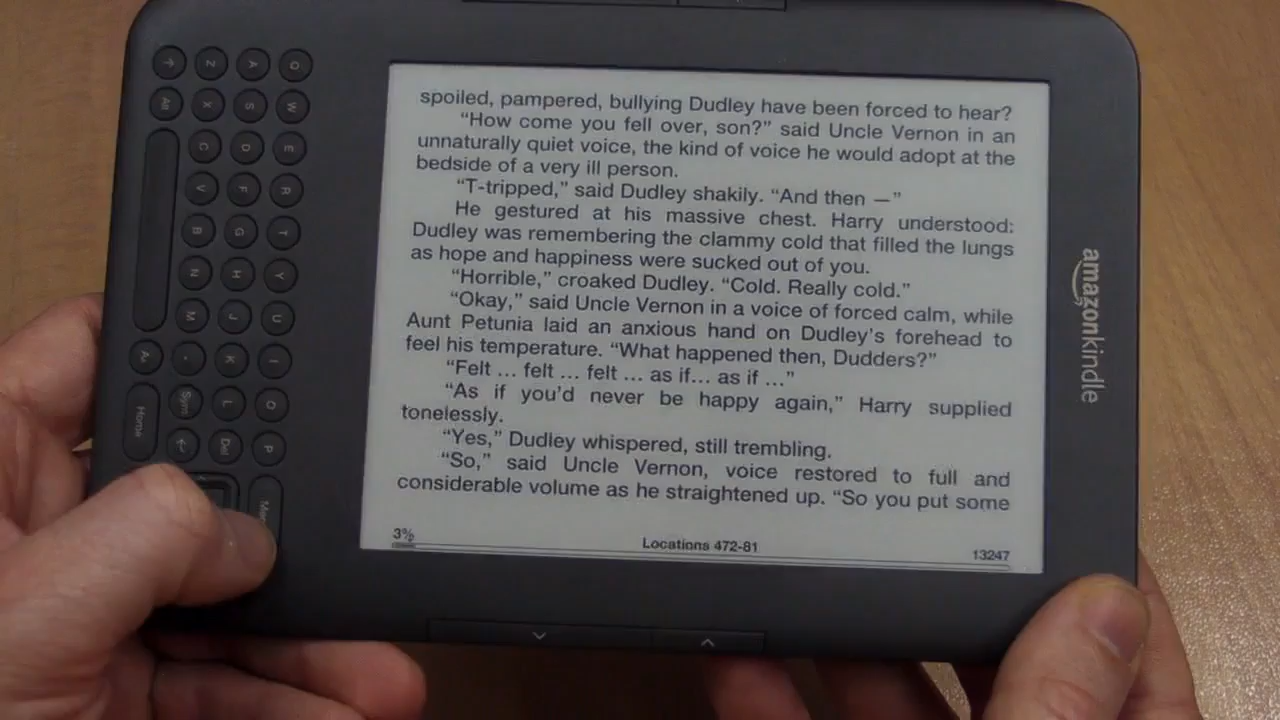 spoiled, pampered, bullying Dudley have been forced to hear?
“How come you fell over, son?” said Uncle Vernon in an
unnaturally quiet voice, the kind of voice he would adopt at the
bedside of a very ill person.
“T-tripped,” said Dudley shakily. “And then —”
He gestured at his massive chest. Harry understood:
Dudley was remembering the clammy cold that filled the lungs
as hope and happiness were sucked out of you.
“Horrible,” croaked Dudley. “Cold. Really cold.”
“Okay,” said Uncle Vernon in a voice of forced calm, while
Aunt Petunia laid an anxious hand on Dudley’s forehead to
feel his temperature. “What happened then, Dudders?”
“Felt ... felt ... felt ... as if... as if ...”
“As if you’d never be happy again,” Harry supplied
tonelessly.
“Yes,” Dudley whispered, still trembling.
“So,” said Uncle Vernon, voice restored to full and
considerable volume as he straightened up. “So you put some
3%
Locations 472-81
13247
amazonkindle
Q W E R T Y U I O P
A S D F G H J K L Del
Z X C V B N M . Sym
Alt
Aa
Home